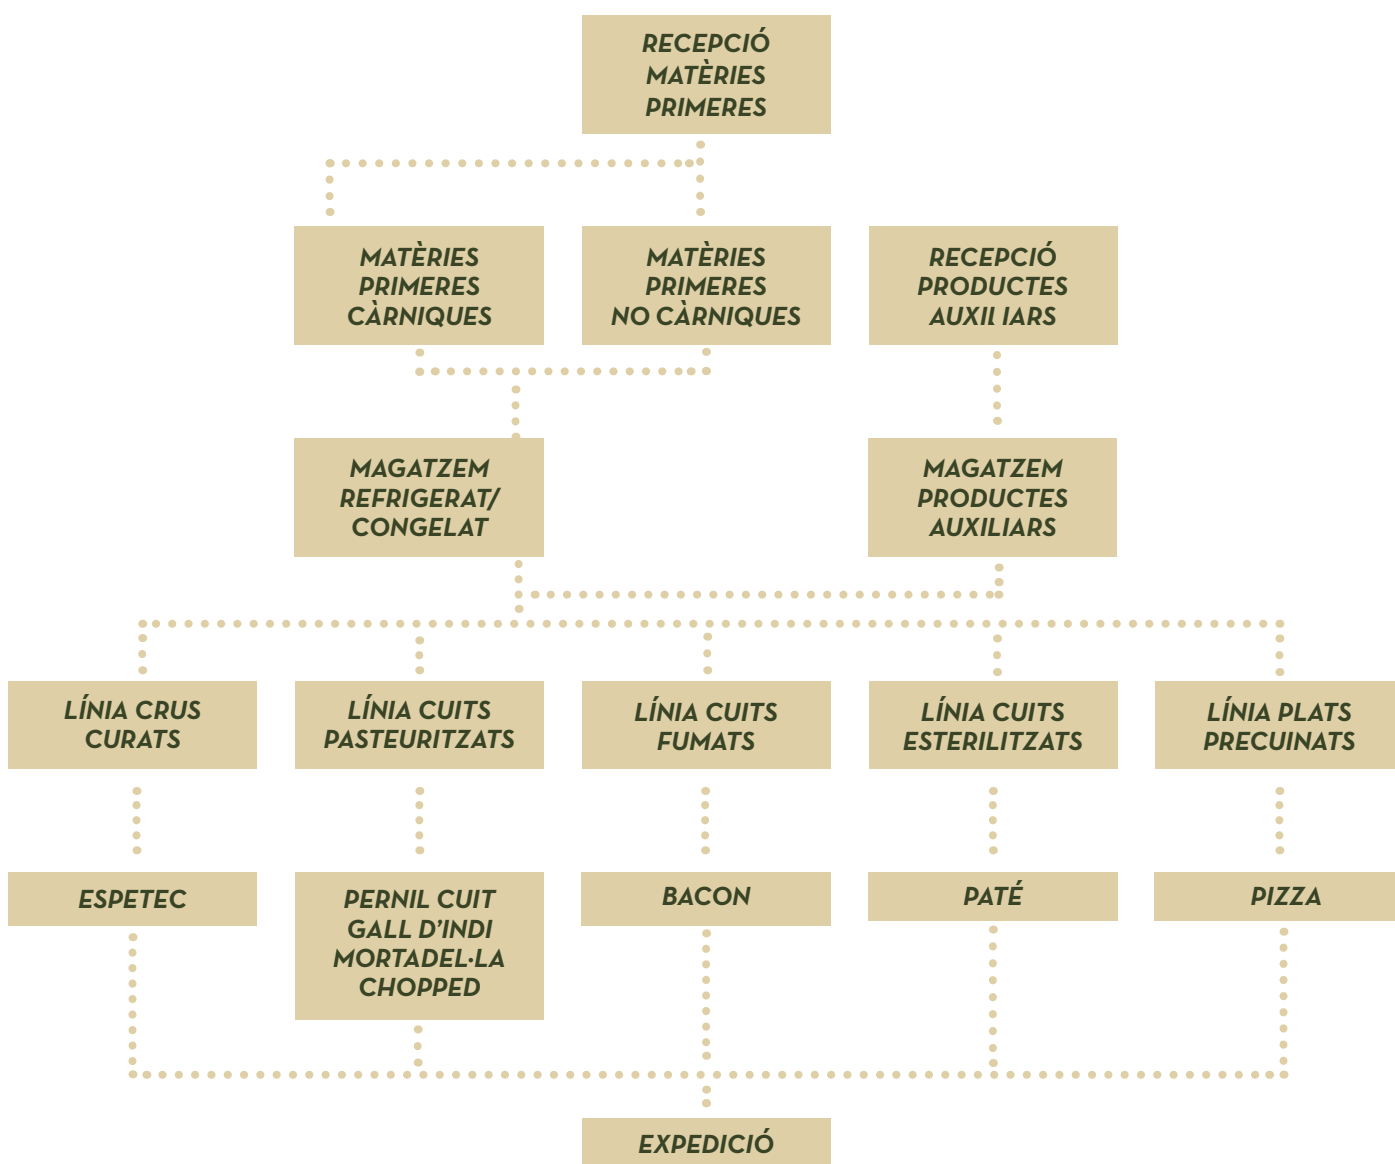 RECEPCIÓ
MATÈRIES
PRIMERES
MATÈRIES
PRIMERES
CÀRNIQUES
MATÈRIES
PRIMERES
NO CÀRNIQUES
RECEPCIÓ
PRODUCTES
AUXIL IARS
MAGATZEM
REFRIGERAT/
CONGELAT
MAGATZEM
PRODUCTES
AUXILIARS
LÍNIA CRUS
CURATS
LÍNIA CUITS
PASTEURITZATS
LÍNIA CUITS
FUMATS
LÍNIA CUITS
ESTERILITZATS
LÍNIA PLATS
PRECUINATS
ESPETEC
PERNIL CUIT
GALL D'INDI
MORTADEL·LA
CHOPPED
BACON
PATÉ
PIZZA
EXPEDICIÓ